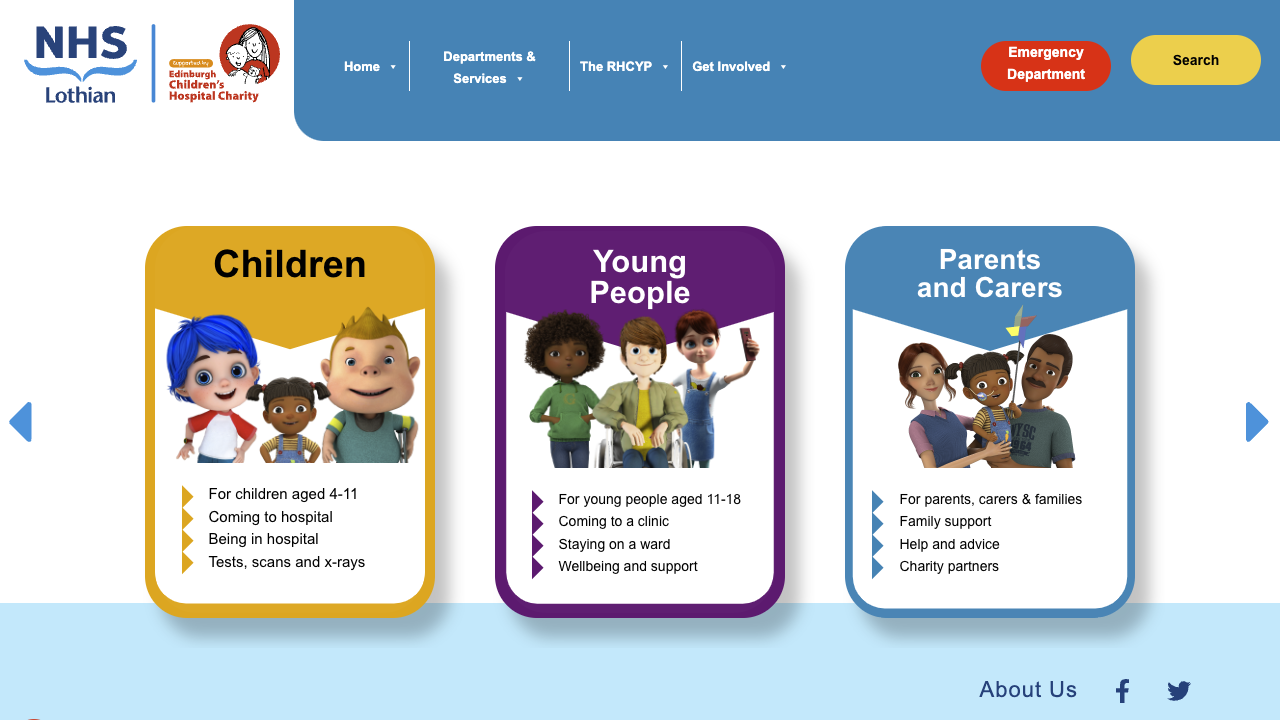 NHS
Lothian
Supported by
Edinburgh
Children's
Hospital Charity
Home
Departments &
Services
The RHCYP
Get Involved
Emergency
Department
Search
Children
For children aged 4-11
Coming to hospital
Being in hospital
Tests, scans and x-rays
Young
People
For young people aged 11-18
Coming to a clinic
Staying on a ward
Wellbeing and support
Parents
and Carers
For parents, carers & families
Family support
Help and advice
Charity partners
About Us